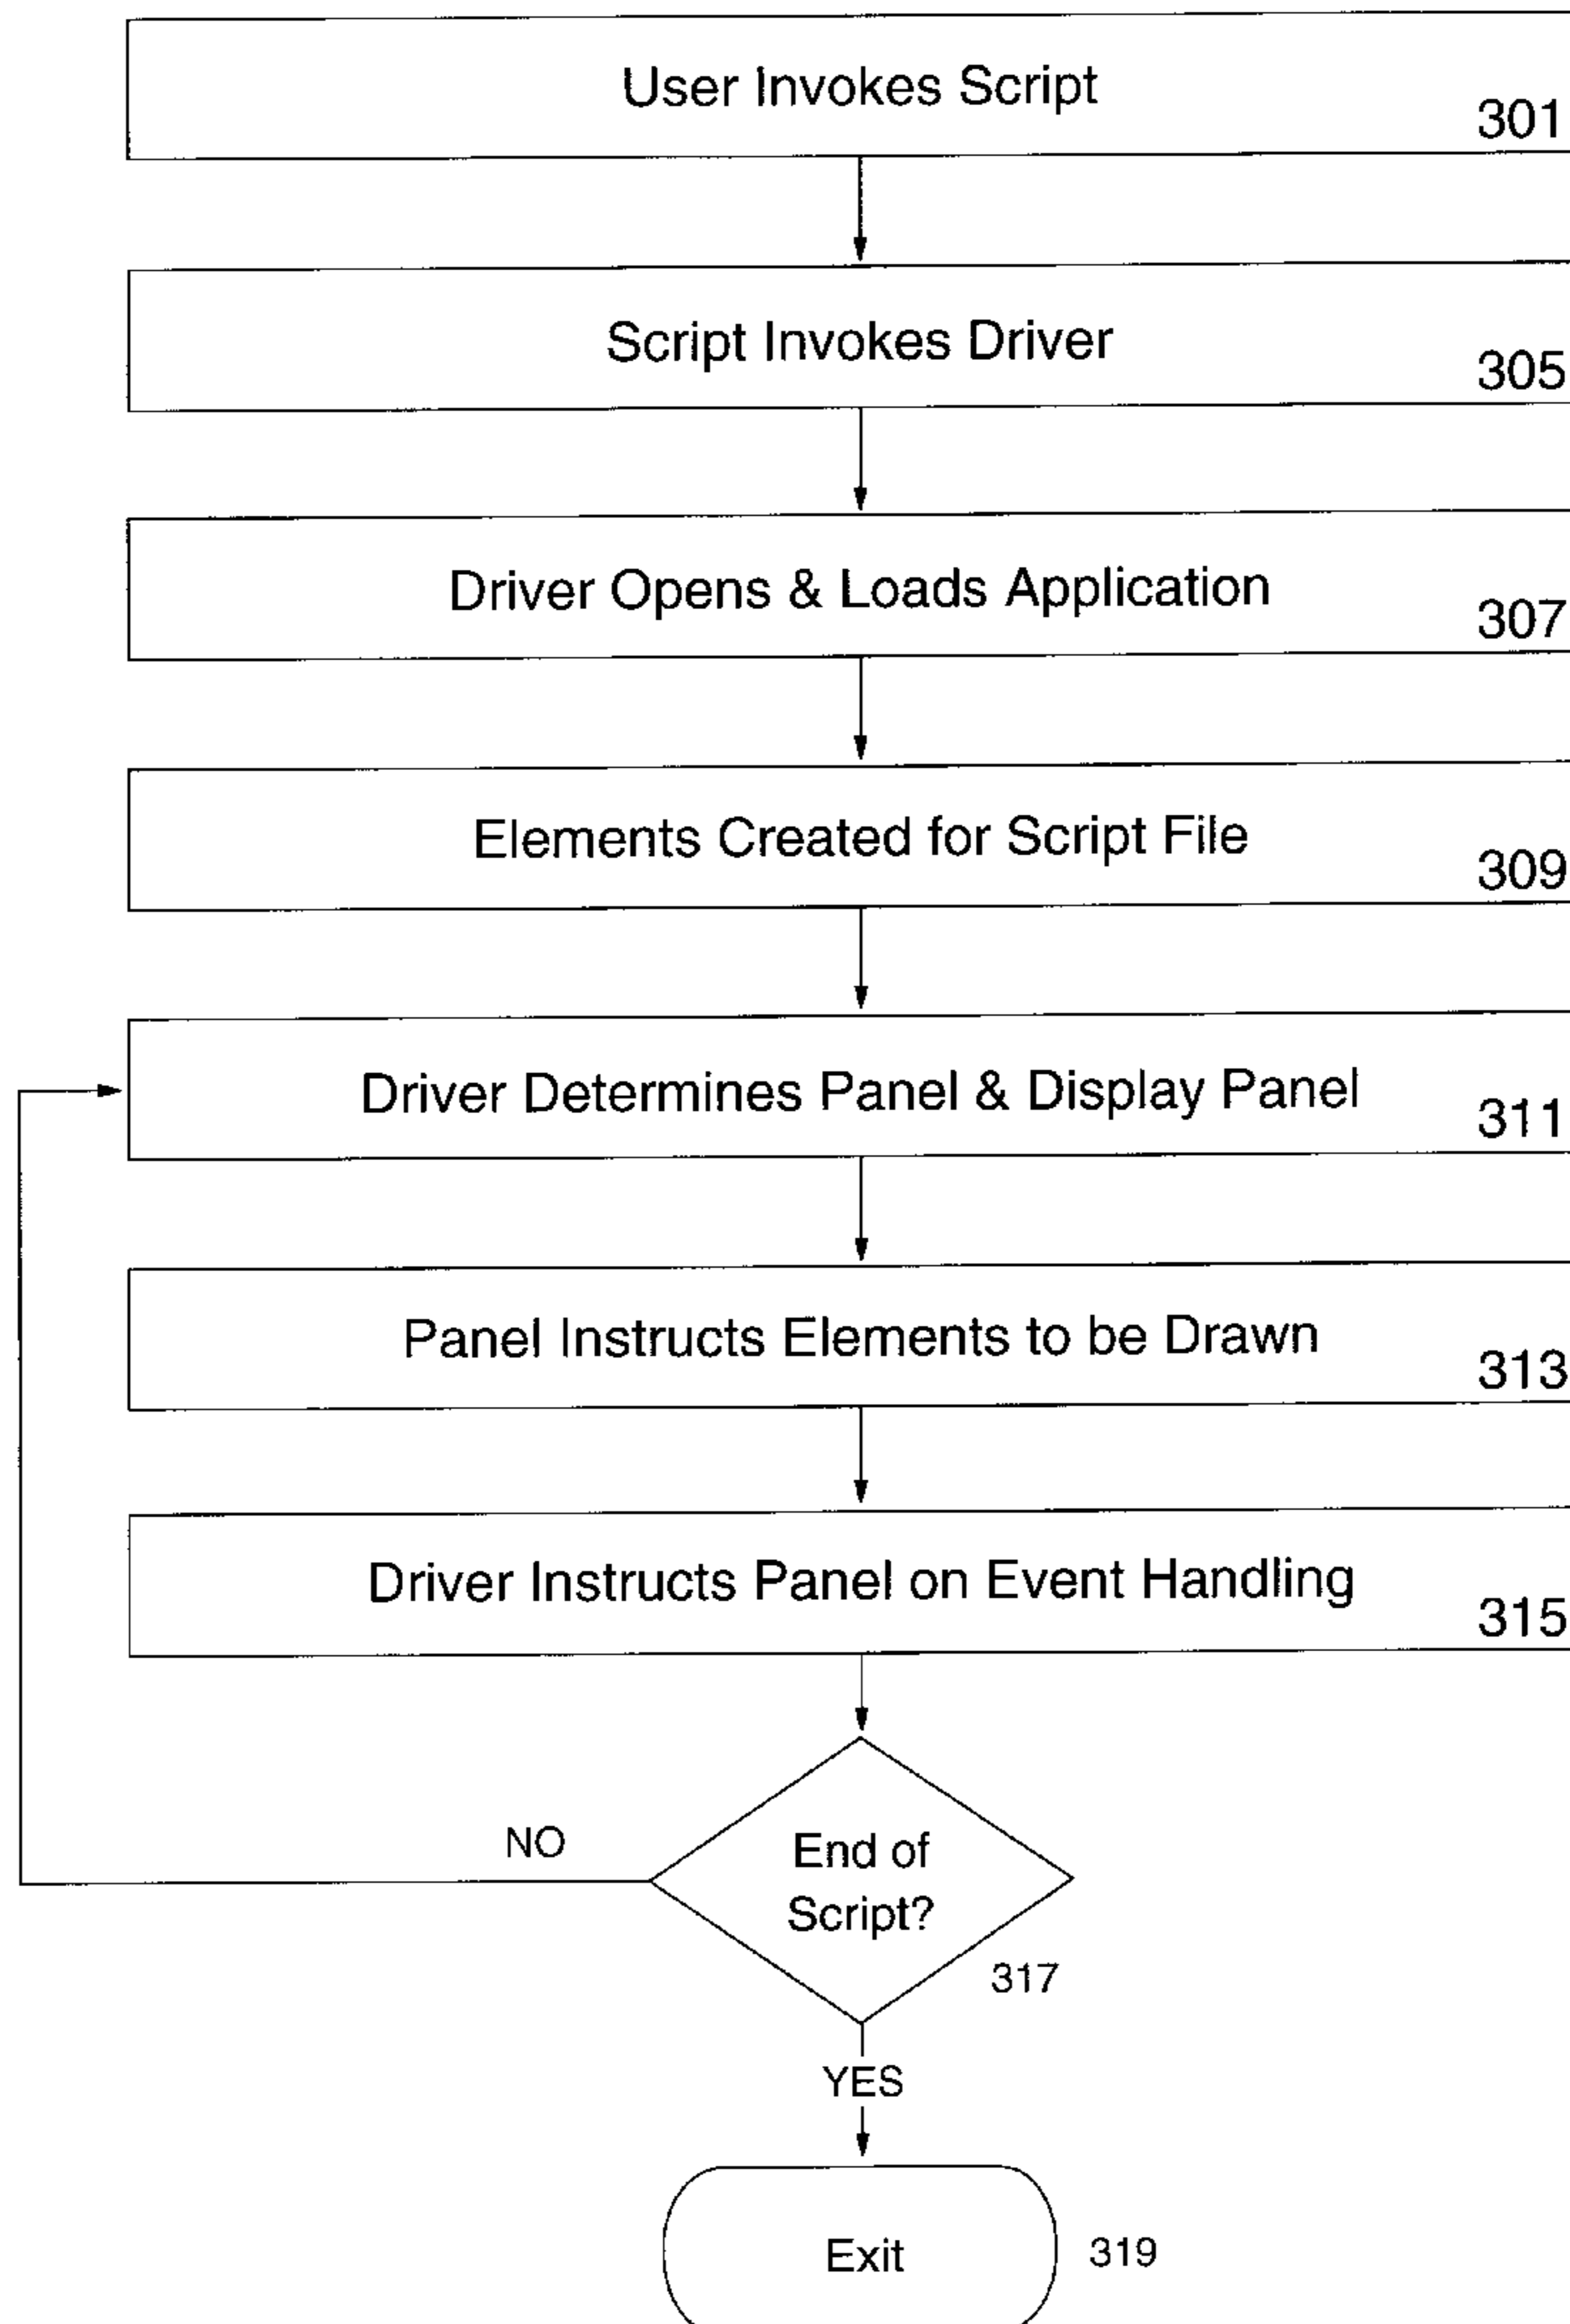 User Invokes Script
301
Script Invokes Driver
305
Driver Opens & Loads Application
307
Elements Created for Script File
309
Driver Determines Panel & Display Panel
311
Panel Instructs Elements to be Drawn
313
Driver Instructs Panel on Event Handling
315
NO
End of
Script?
317
YES
Exit
319